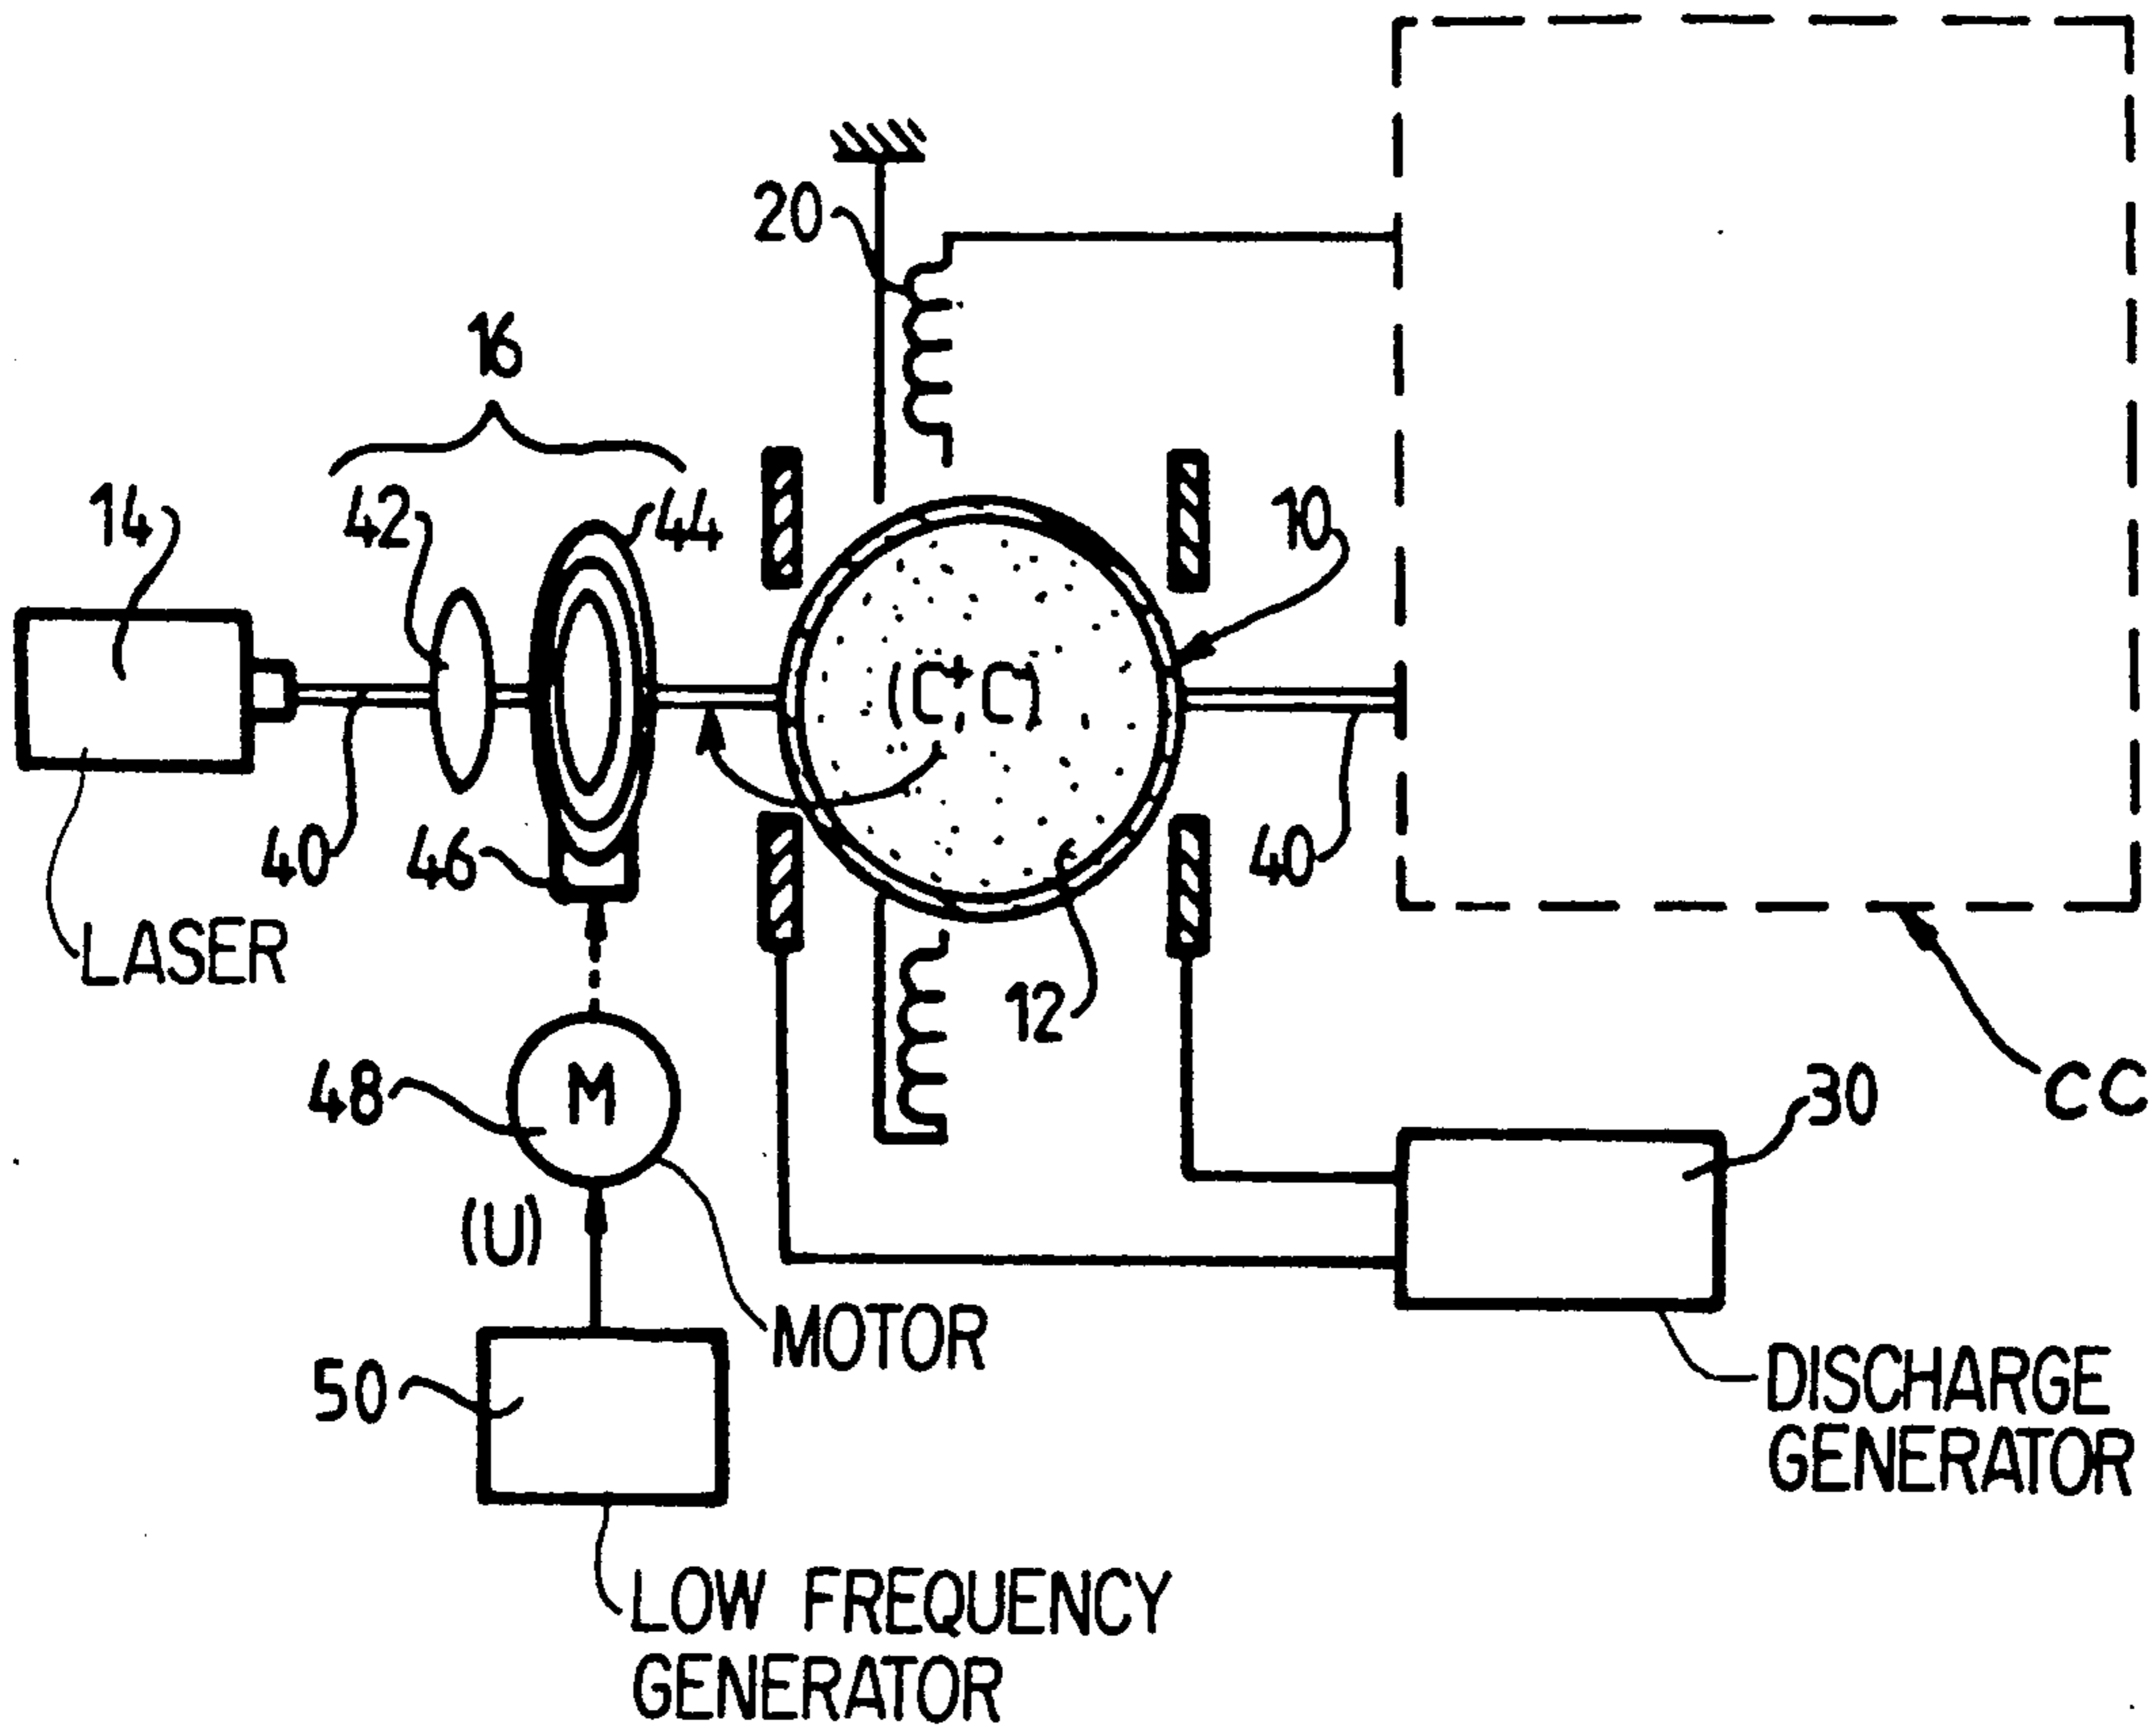 20
16
14
42
44
10
(C,C)
40
46
40
LASER
12
48
M
CC
30
(U)
MOTOR
50
DISCHARGE
GENERATOR
LOW FREQUENCY
GENERATOR